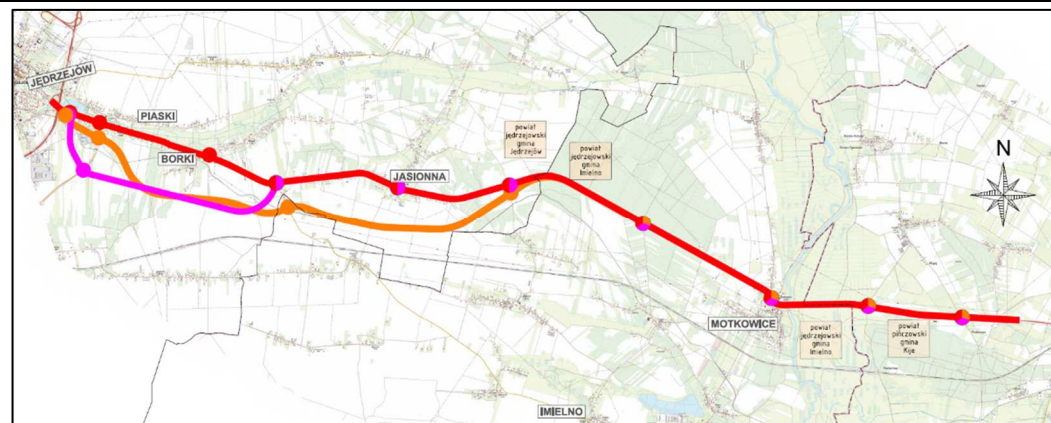 JĘDRZEJÓW
PIASKI
BORKI
JASIONNA
powiat
jędrzejowski
gmina
Jędrzejów
powiat
jędrzejowski
gmina
Imielno
N
MOTKOWICE
powiat
jędrzejowski
gmina
Imielno
powiat
pińczowski
gmina
Kije
IMIELNO